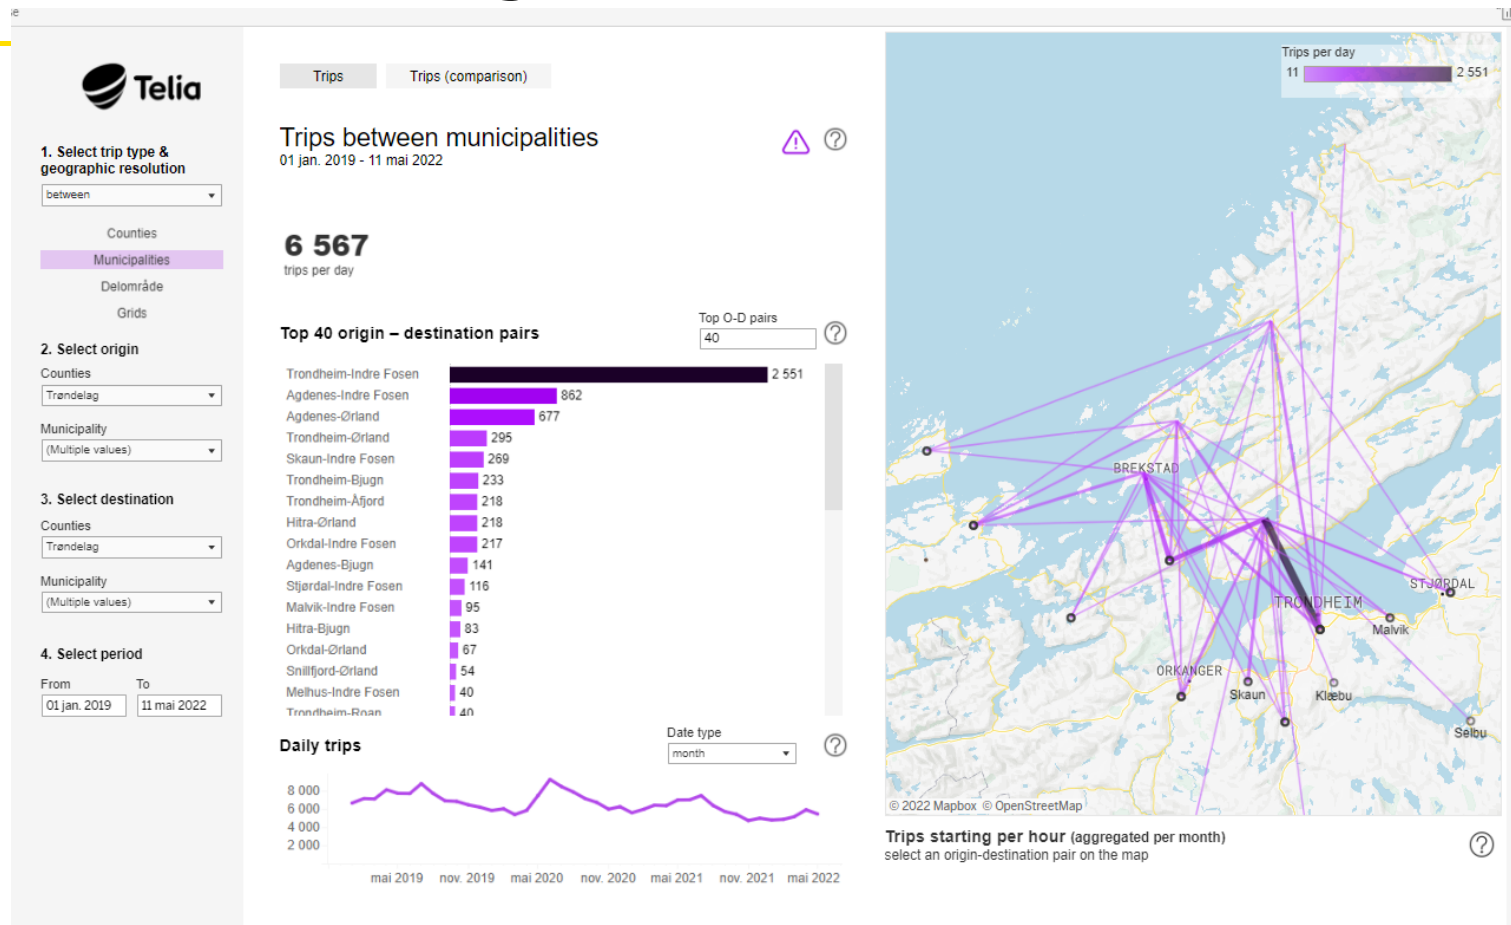 se
Telia
1. Select trip type &
geographic resolution
between
Counties
Municipalities
Delområde
Grids
2. Select origin
Counties
Trøndelag
Municipality
(Multiple values)
3. Select destination
Counties
Trøndelag
Municipality
(Multiple values)
4. Select period
From To
01 jan. 2019 11 mai 2022
Trips Trips (comparison)
Trips between municipalities
01 jan. 2019 - 11 mai 2022
6 567
trips per day
Top 40 origin – destination pairs
Top O-D pairs
40
Trondheim-Indre Fosen 2 551
Agdenes-Indre Fosen 862
Agdenes-Ørland 677
Trondheim-Ørland 295
Skaun-Indre Fosen 269
Trondheim-Bjugn 233
Trondheim-Åfjord 218
Hitra-Ørland 218
Orkdal-Indre Fosen 217
Agdenes-Bjugn 141
Stjørdal-Indre Fosen 116
Malvik-Indre Fosen 95
Hitra-Bjugn 83
Orkdal-Ørland 67
Snillfjord-Ørland 54
Melhus-Indre Fosen 40
Trondheim-Roan 40
Daily trips
Date type
month
8 000
6 000
4 000
2 000
mai 2019 nov. 2019 mai 2020 nov. 2020 mai 2021 nov. 2021 mai 2022
Trips per day
11 2 551
BREKSTAD
STJØRDAL
TRONDHEIM
Malvik
ORKANGER
Skaun
Klæbu
Selbu
© 2022 Mapbox © OpenStreetMap
Trips starting per hour (aggregated per month)
select an origin-destination pair on the map